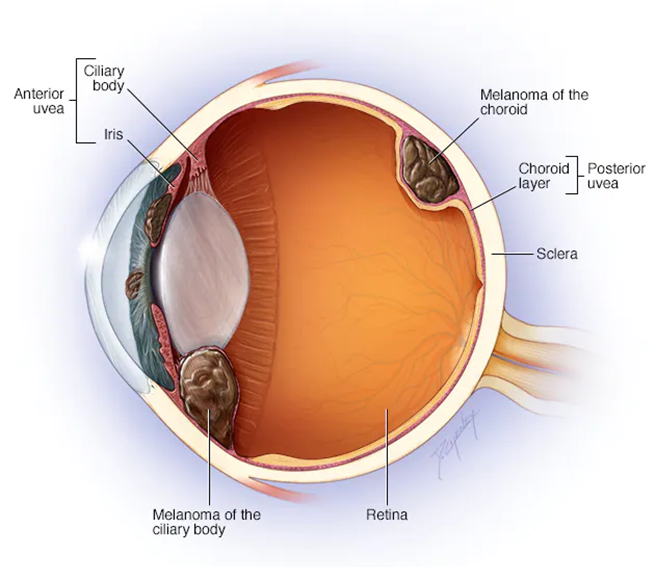 Ciliary
body
Anterior
uvea
Iris
Melanoma of the
choroid
Choroid
layer
Posterior
uvea
Sclera
Melanoma of the
ciliary body
Retina